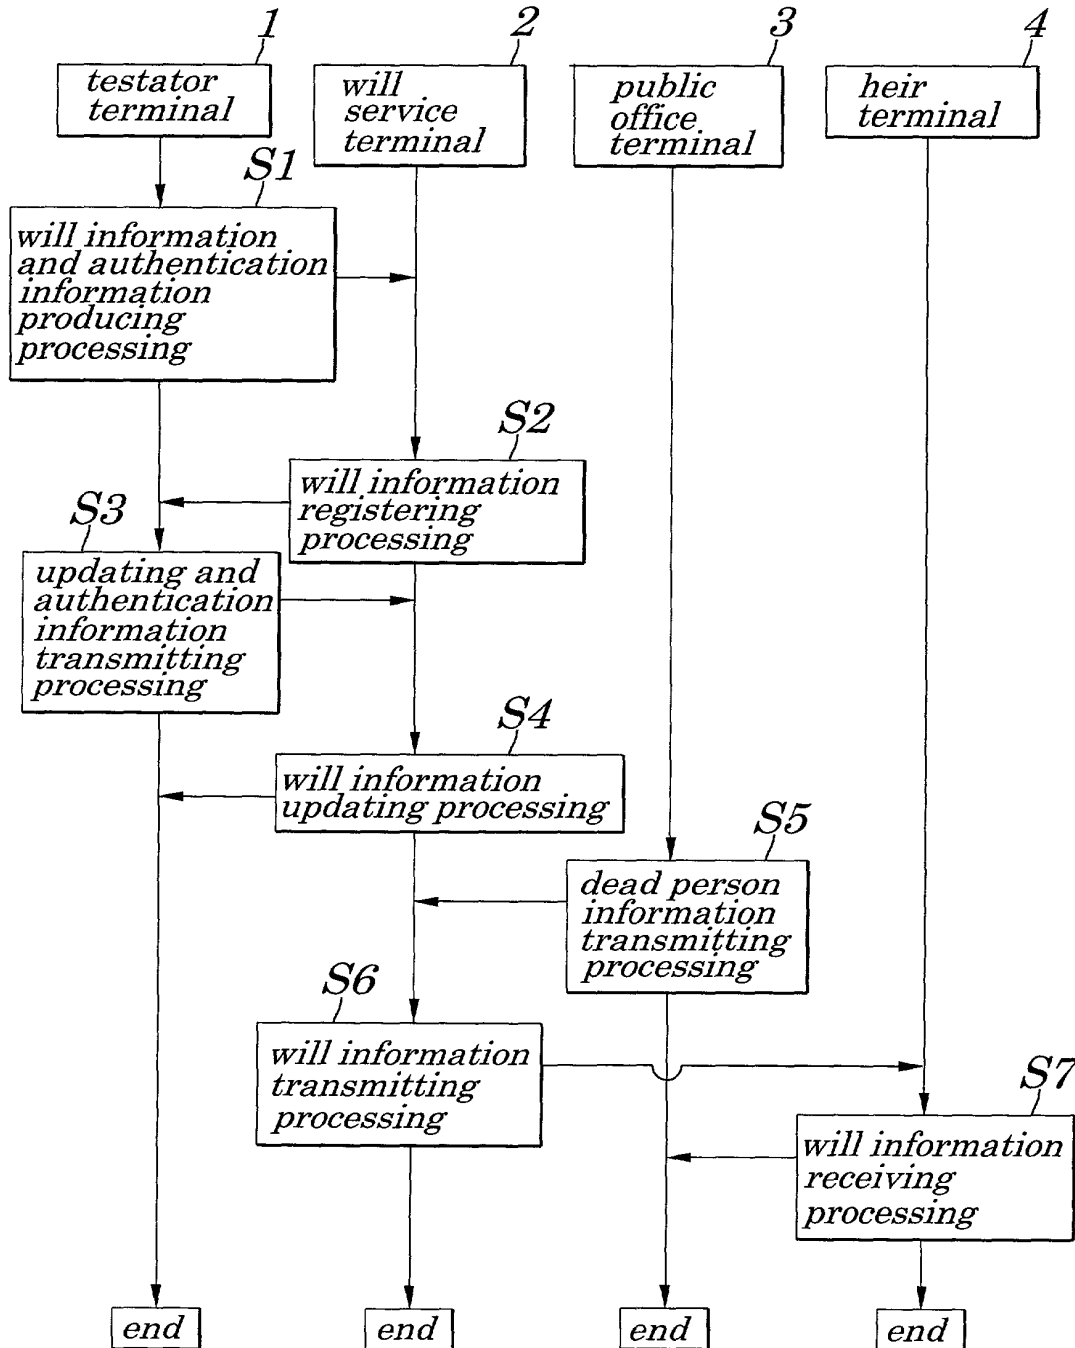 1
2
3
4
testator
terminal
will
service
terminal
public
office
terminal
heir
terminal
S1
will information
and authentication
information
producing
processing
S2
will information
registering
processing
S3
updating and
authentication
information
transmitting
processing
S4
will information
updating processing
S5
dead person
information
transmitting
processing
S6
will information
transmitting
processing
S7
will information
receiving
processing
end
end
end
end